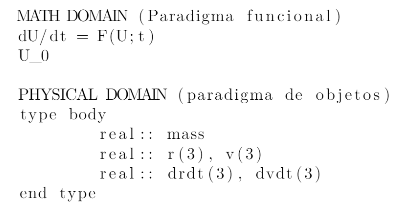 MATH DOMAIN (Paradigma funcional)
dU/dt = F(U;t)
U_0
PHYSICAL DOMAIN (paradigma de objetos)
type body
real:: mass
real:: r(3), v(3)
real:: drdt(3), dvdt(3)
end type